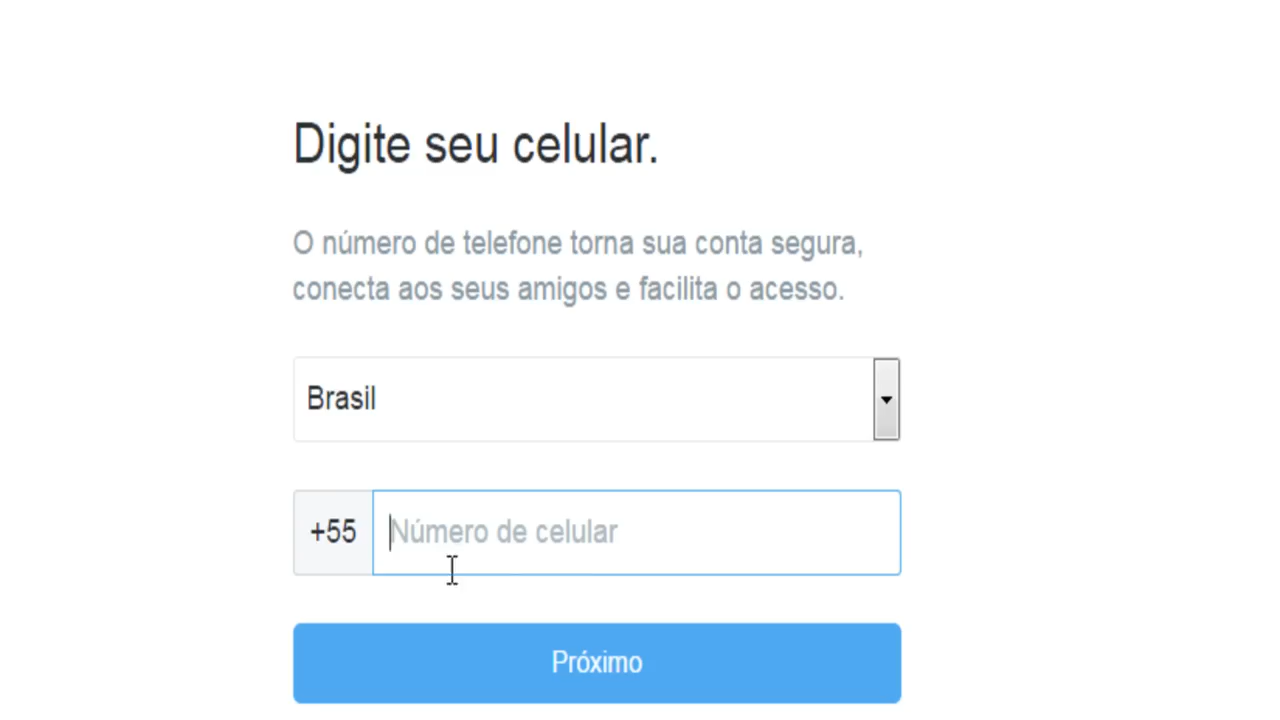 Digite seu celular.
O número de telefone torna sua conta segura,
conecta aos seus amigos e facilita o acesso.
Brasil
+55 Número de celular
Próximo